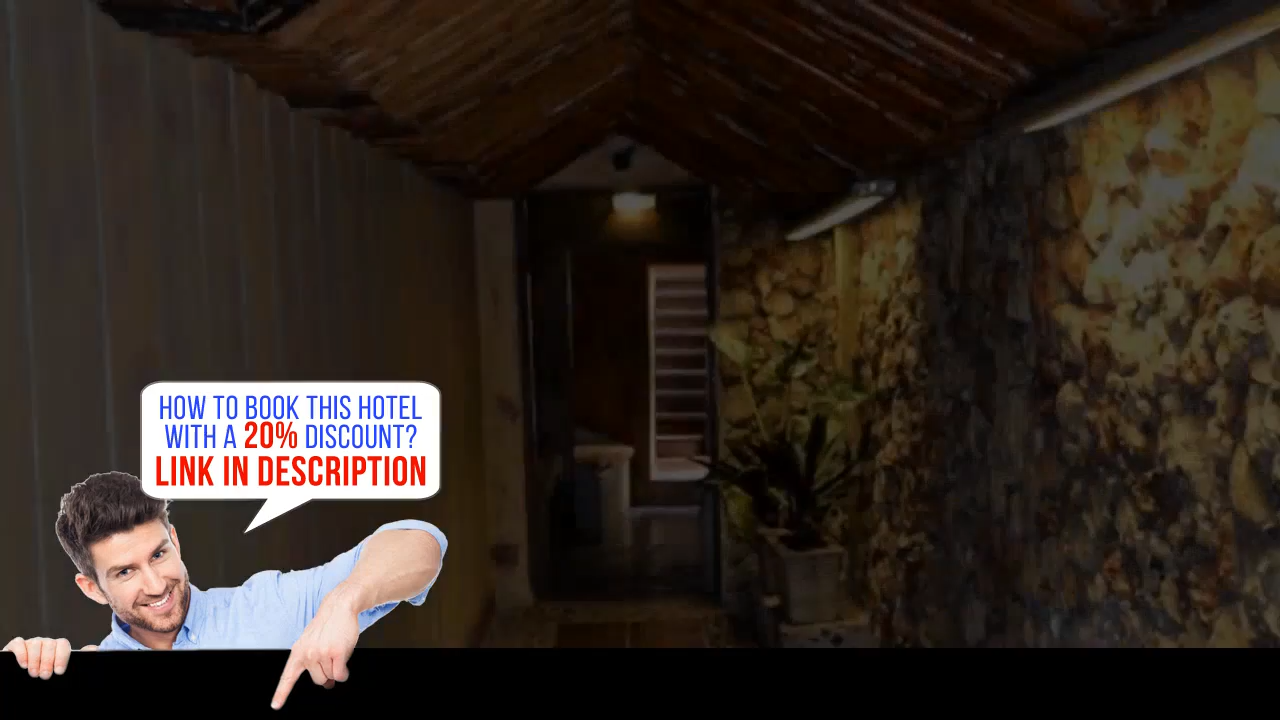 HOW TO BOOK THIS HOTEL
WITH A 20% DISCOUNT?
LINK IN DESCRIPTION